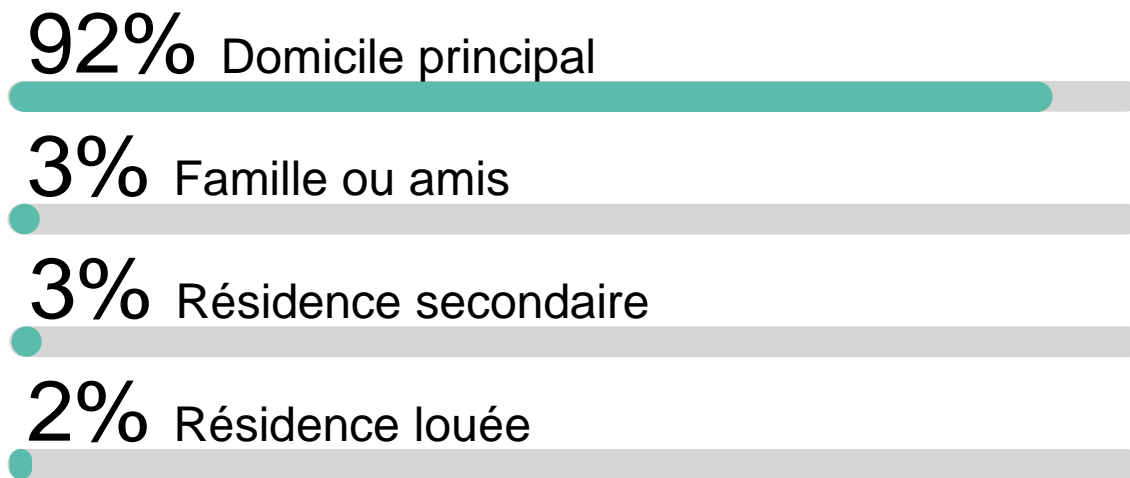 92% Domicile principal
3% Famille ou amis
3% Résidence secondaire
2% Résidence louée